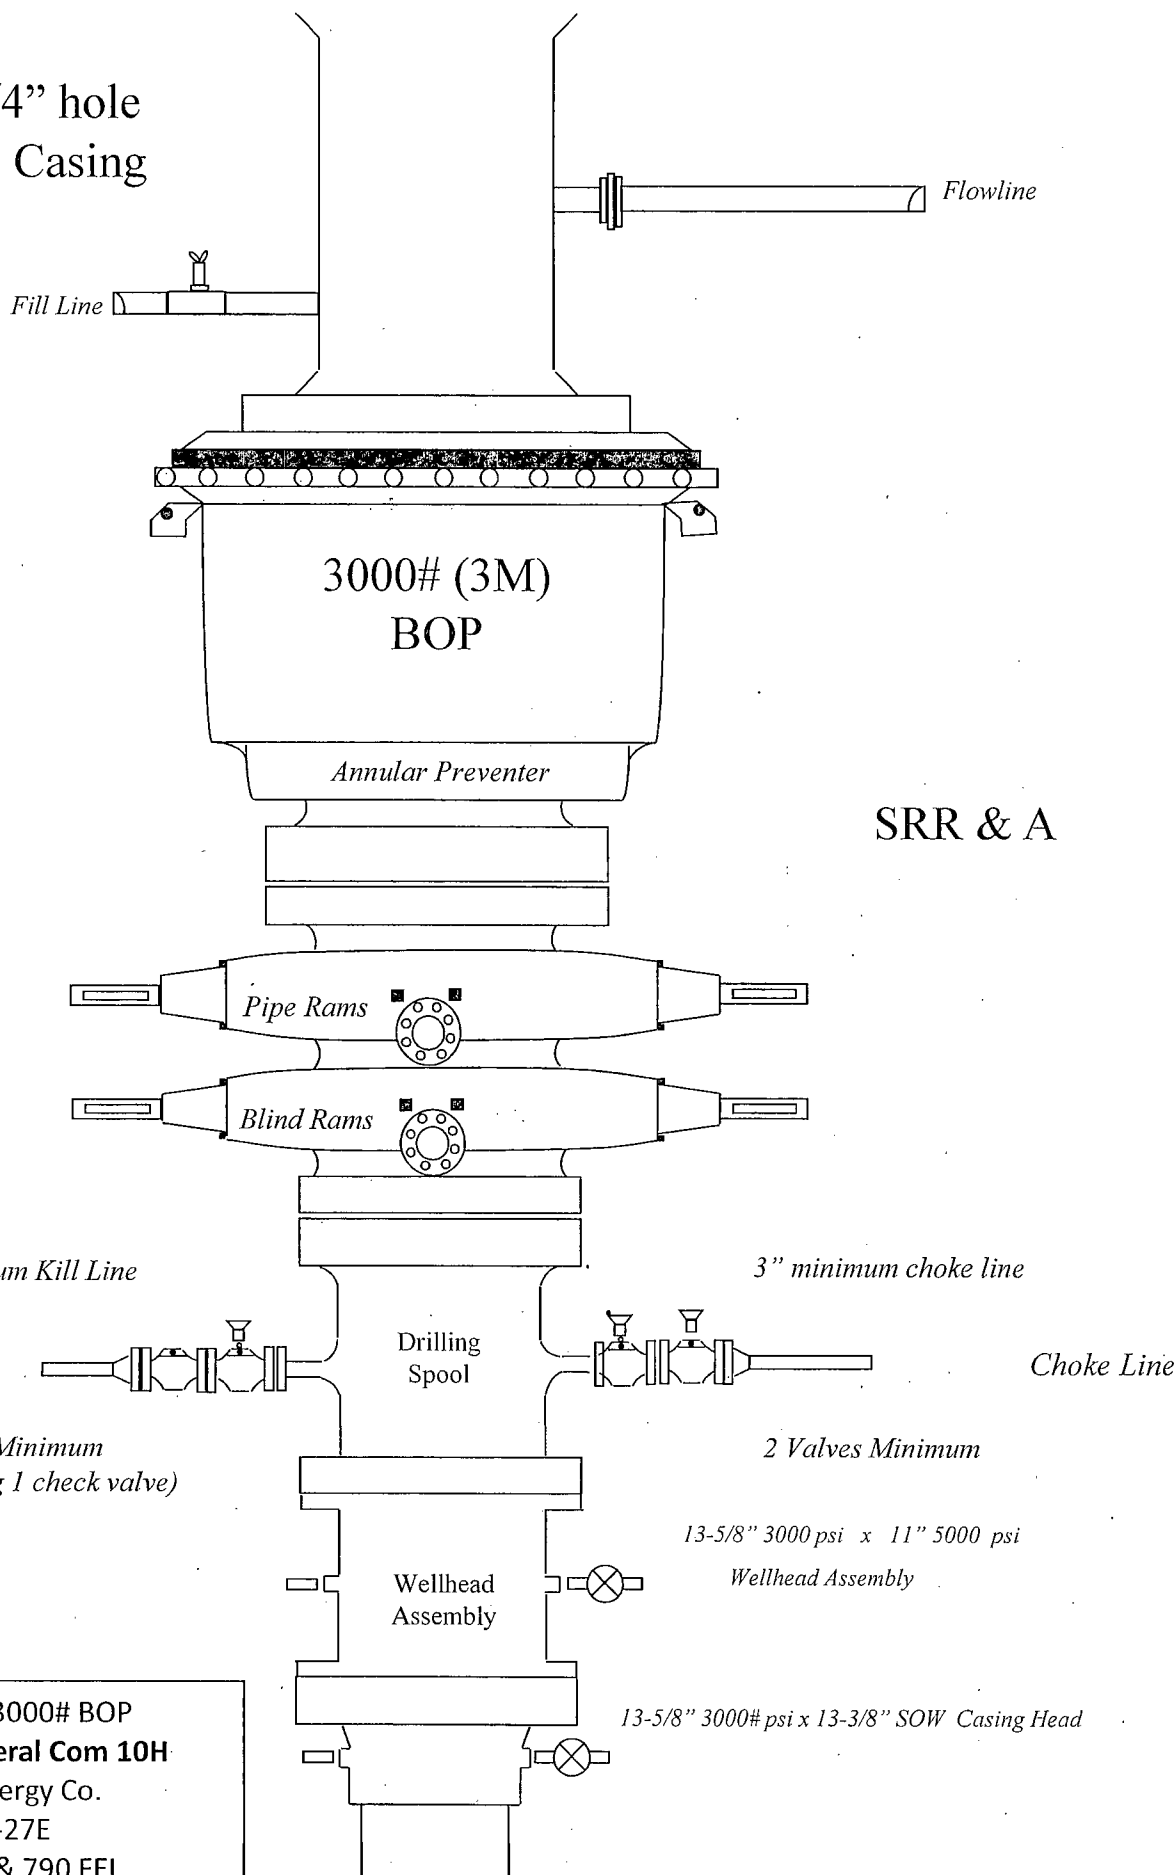 /4” hole
Casing
Flowline
Fill Line
3000# (3M)
BOP
Annular Preventer
SRR & A
Pipe Rams
Blind Rams
um Kill Line
3” minimum choke line
Drilling
Spool
Choke Line
Minimum
g 1 check valve)
2 Valves Minimum
13-5/8” 3000 psi x 11” 5000 psi
Wellhead Assembly
Wellhead
Assembly
13-5/8” 3000# psi x 13-3/8” SOW Casing Head
3000# BOP
eral Com 10H
ergy Co.
-27E
& 790 FEL